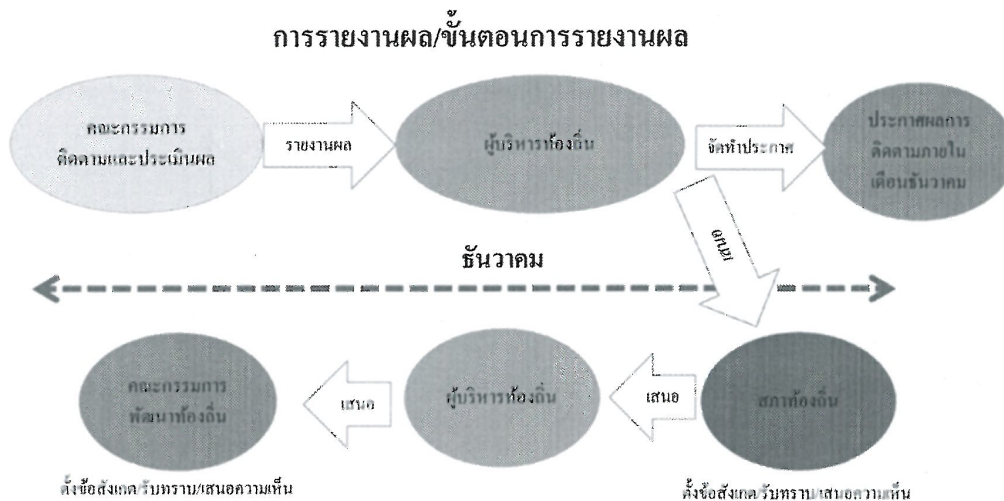 การรายงานผล/ขั้นตอนการรายงานผล
คณะกรรมการ
ติดตามและประเมินผล
รายงานผล
ผู้บริหารท้องถิ่น
จัดทำประกาศ
ประกาศผลการ
ติดตามภายใน
เดือนธันวาคม
เสนอ
ธันวาคม
คณะกรรมการ
พัฒนาท้องถิ่น
เสนอ
ผู้บริหารท้องถิ่น
เสนอ
สภาท้องถิ่น
ตั้งข้อสังเกต/รับทราบ/เสนอความเห็น
ตั้งข้อสังเกต/รับทราบ/เสนอความเห็น